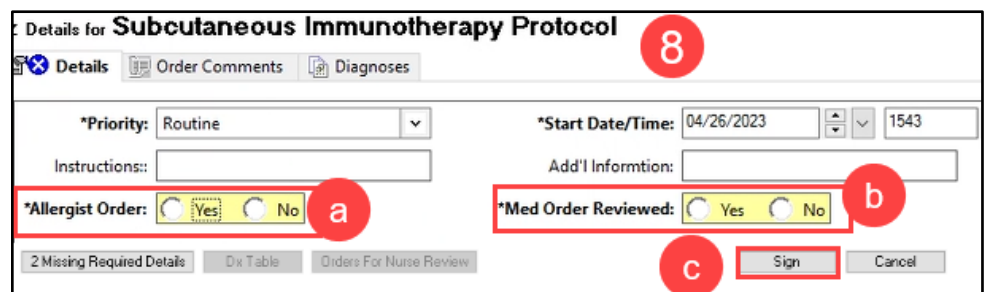 Details for Subcutaneous Immunotherapy Protocol
8
Details Order Comments Diagnoses
*Priority: Routine *Start Date/Time: 04/26/2023 1543
Instructions:: Add'l Informtion:
*Allergist Order: Yes No a *Med Order Reviewed: Yes No b
2 Missing Required Details Dx Table Orders For Nurse Review c Sign Cancel